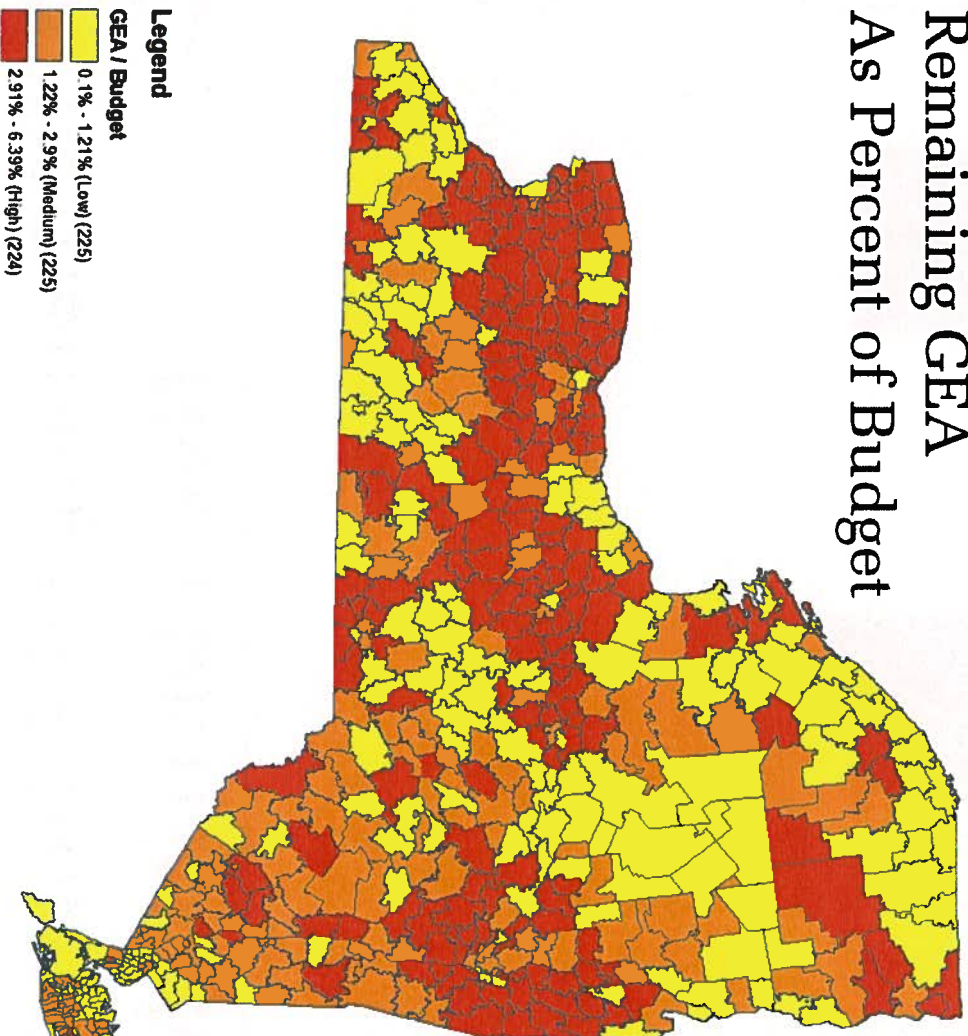 Remaining GEA
As Percent of Budget
Legend
GEA / Budget
0.1% - 1.21% (Low) (225)
1.22% - 2.9% (Medium) (225)
2.91% - 6.39% (High) (224)